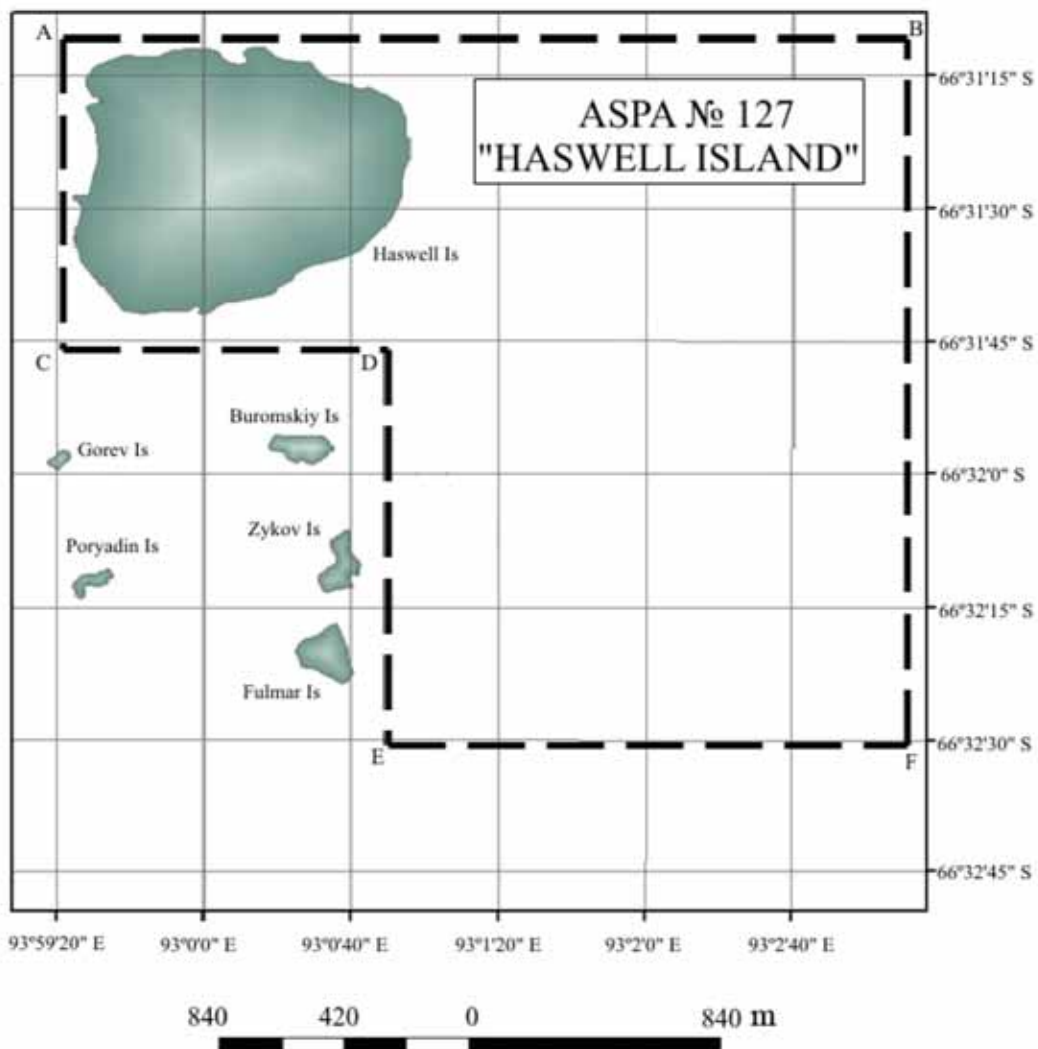 A
B
66°31'15" S
ASPA № 127
"HASWELL ISLAND"
66°31'30" S
Haswell Is
66°31'45" S
C
D
Buromskiy Is
Gorev Is
66°32'0" S
Zykov Is
Poryadin Is
66°32'15" S
Fulmar Is
66°32'30" S
E
F
66°32'45" S
93°59'20" E 93°0'0" E 93°0'40" E 93°1'20" E 93°2'0" E 93°2'40" E
840 420 0 840 m